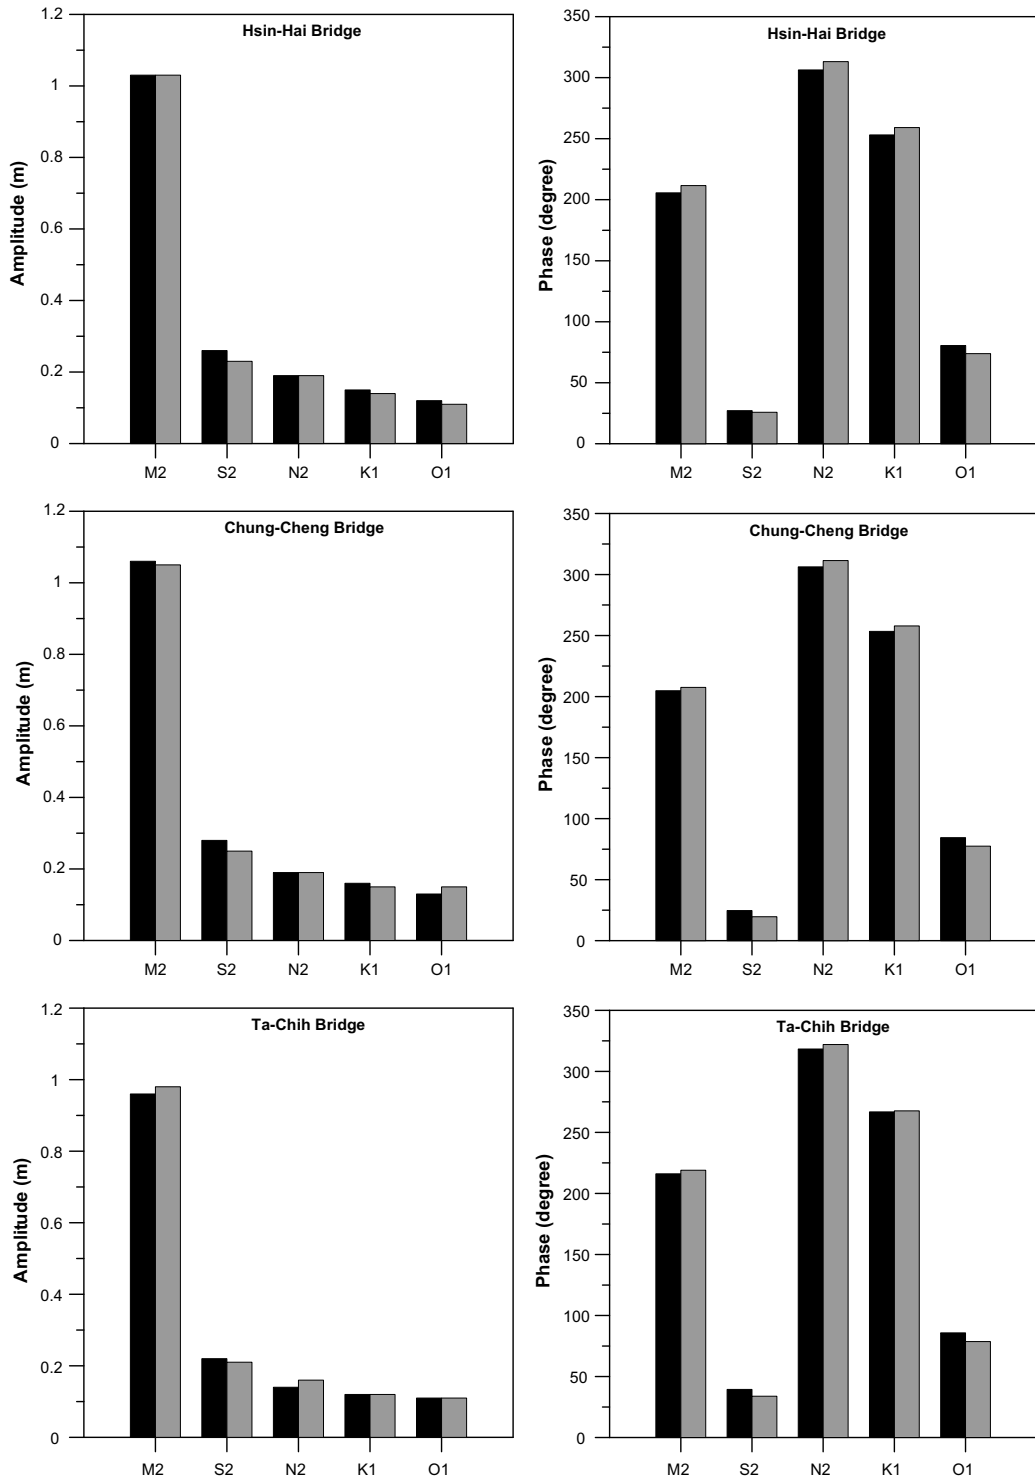 Hsin-Hai Bridge
Amplitude (m)
1.2
1
0.8
0.6
0.4
0.2
0
M2 S2 N2 K1 O1
Hsin-Hai Bridge
Phase (degree)
350
300
250
200
150
100
50
0
M2 S2 N2 K1 O1
Chung-Cheng Bridge
Amplitude (m)
1.2
1
0.8
0.6
0.4
0.2
0
M2 S2 N2 K1 O1
Chung-Cheng Bridge
Phase (degree)
350
300
250
200
150
100
50
0
M2 S2 N2 K1 O1
Ta-Chih Bridge
Amplitude (m)
1.2
1
0.8
0.6
0.4
0.2
0
M2 S2 N2 K1 O1
Ta-Chih Bridge
Phase (degree)
350
300
250
200
150
100
50
0
M2 S2 N2 K1 O1